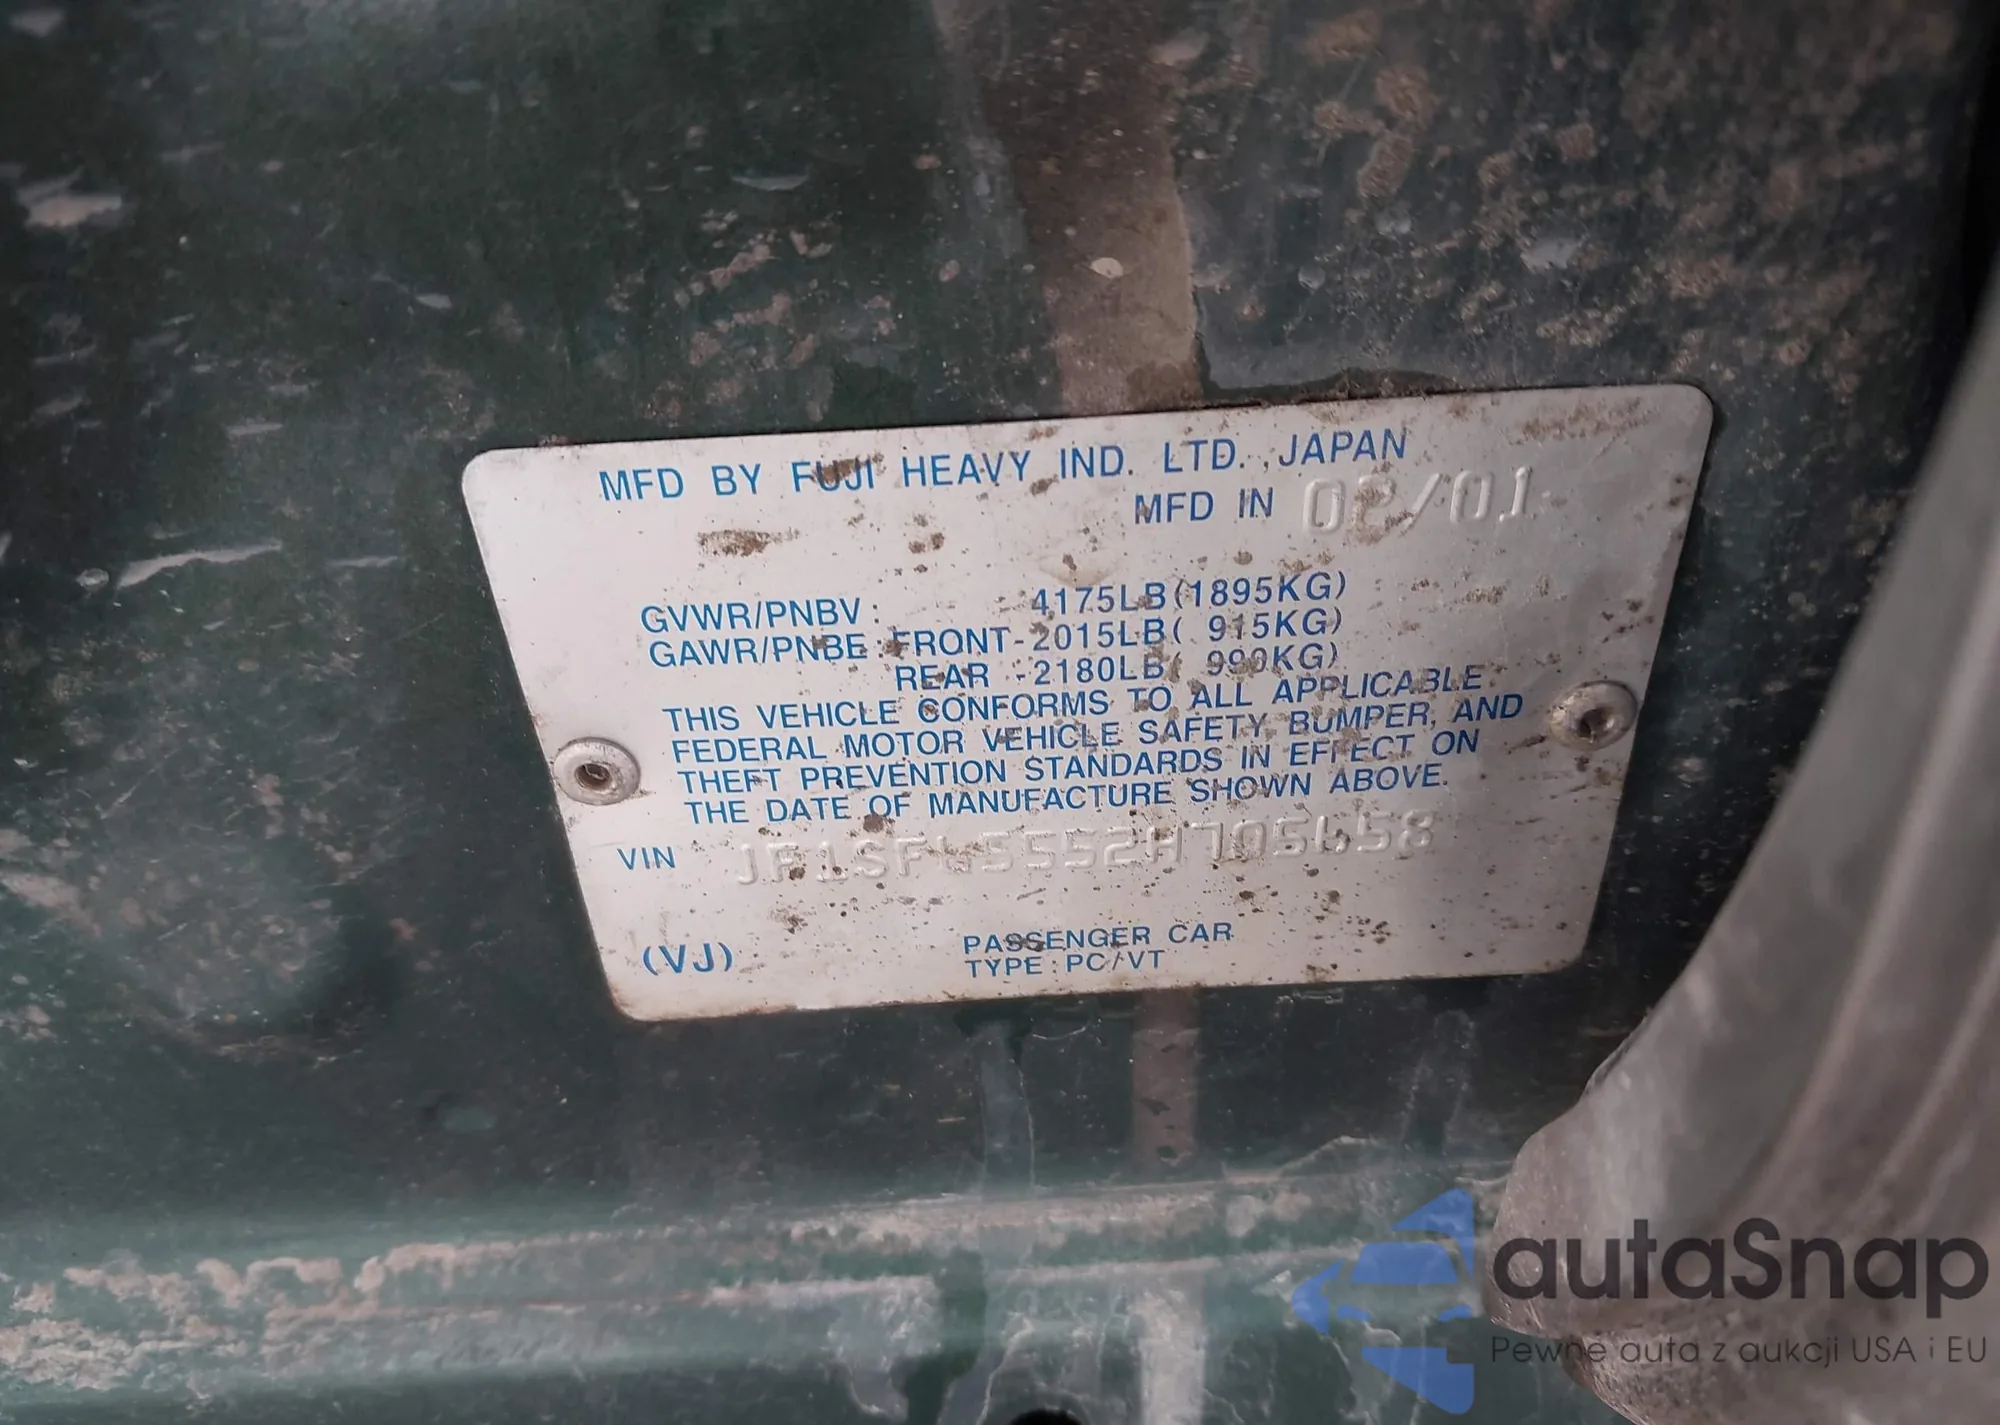 MFD BY FUJI HEAVY IND. LTD., JAPAN
MFD IN 02/01
GVWR/PNBV: 4175LB(1895KG)
GAWR/PNBE:FRONT-2015LB( 915KG)
REAR -2180LB( 990KG)
THIS VEHICLE CONFORMS TO ALL APPLICABLE
FEDERAL MOTOR VEHICLE SAFETY, BUMPER, AND
THEFT PREVENTION STANDARDS IN EFFECT ON
THE DATE OF MANUFACTURE SHOWN ABOVE.
VIN JF1SF65552H706658
(VJ)
PASSENGER CAR
TYPE:PC/VT
autaSnap
Pewne auta z aukcji USA i EU